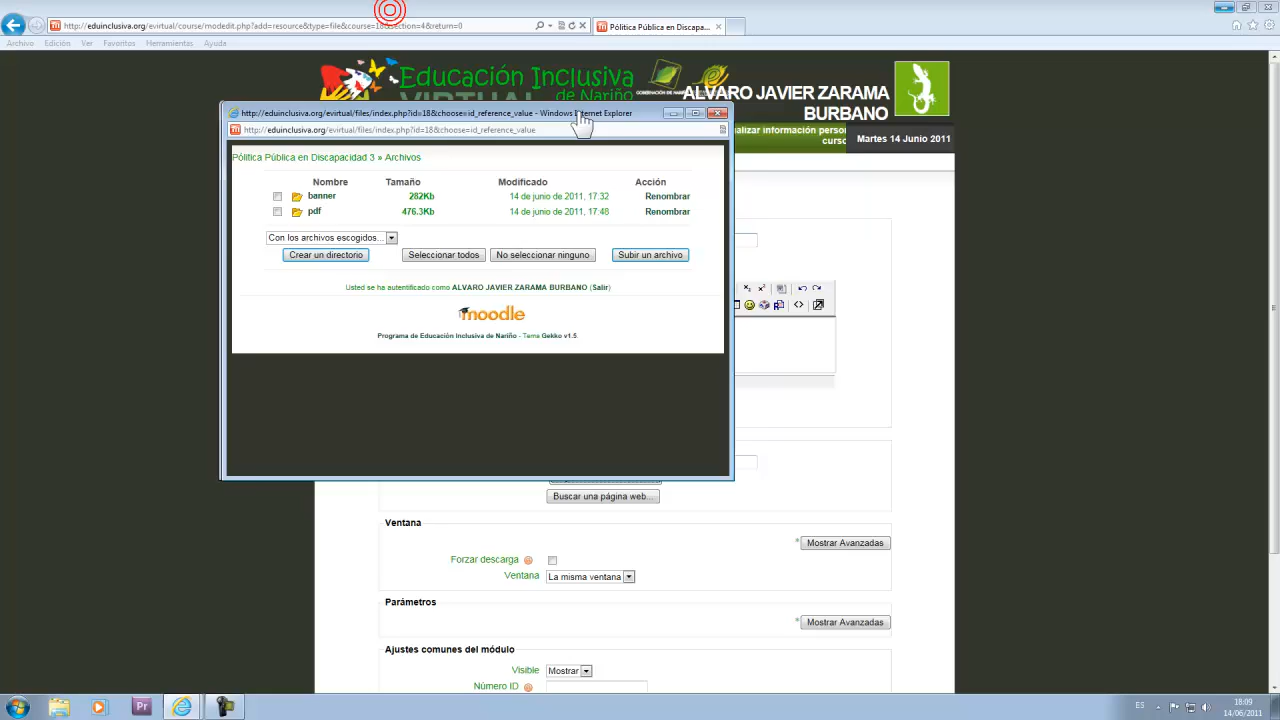 http://eduinclusiva.org/evirtual/course/modedit.php?add=resource&type=file&course=18&section=4&return=0
Pólitica Pública en Discapa...
Archivo Edición Ver Favoritos Herramientas Ayuda
Educación Inclusiva
VIRTUAL
de Nariño
ALVARO JAVIER ZARAMA
BURBANO
ualizar información person
curso
Martes 14 Junio 2011
http://eduinclusiva.org/evirtual/files/index.php?id=18&choose=id_reference_value - Windows Internet Explorer
http://eduinclusiva.org/evirtual/files/index.php?id=18&choose=id_reference_value
Pólitica Pública en Discapacidad 3 » Archivos
Nombre Tamaño Modificado Acción
banner 282Kb 14 de junio de 2011, 17:32 Renombrar
pdf 476.3Kb 14 de junio de 2011, 17:48 Renombrar
Con los archivos escogidos...
Crear un directorio Seleccionar todos No seleccionar ninguno Subir un archivo
Usted se ha autentificado como ALVARO JAVIER ZARAMA BURBANO (Salir)
moodle
Programa de Educación Inclusiva de Nariño - Tema Gekko v1.5
Buscar una página web...
Ventana
* Mostrar Avanzadas
Forzar descarga
Ventana La misma ventana
Parámetros
* Mostrar Avanzadas
Ajustes comunes del módulo
Visible Mostrar
Número ID
Pr
ES 18:09
14/06/2011